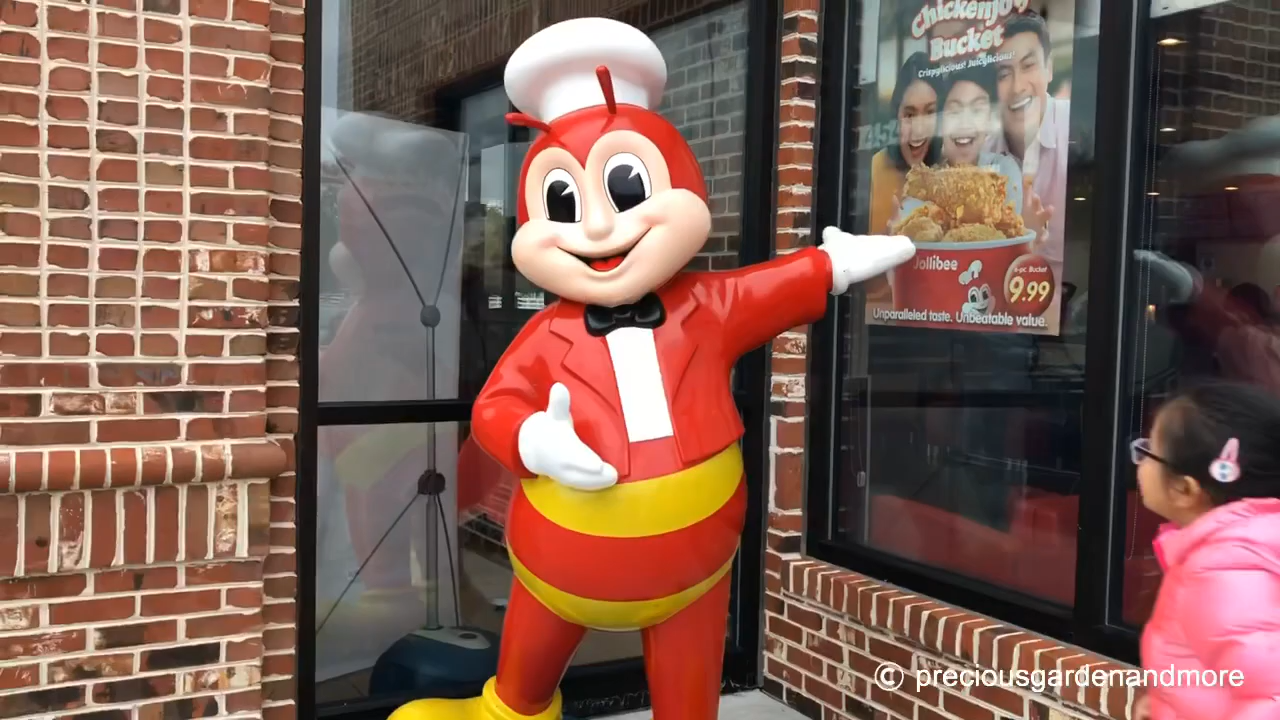 Chickenjoy
Bucket
Crispylicious! Juicylicious!
Jollibee
6-pc. Bucket
9.99
Unparalleled taste. Unbeatable value.
© preciousgardenandmore